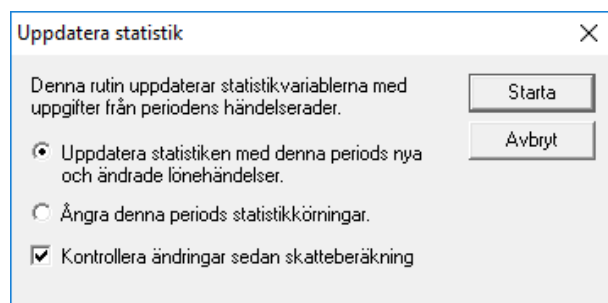 Uppdatera statistik
Denna rutin uppdaterar statistikvariablerna med
uppgifter från periodens händelserader.
Starta
Avbryt
Uppdatera statistiken med denna periods nya
och ändrade lönehändelser.
Ångra denna periods statistikkörningar.
Kontrollera ändringar sedan skatteberäkning